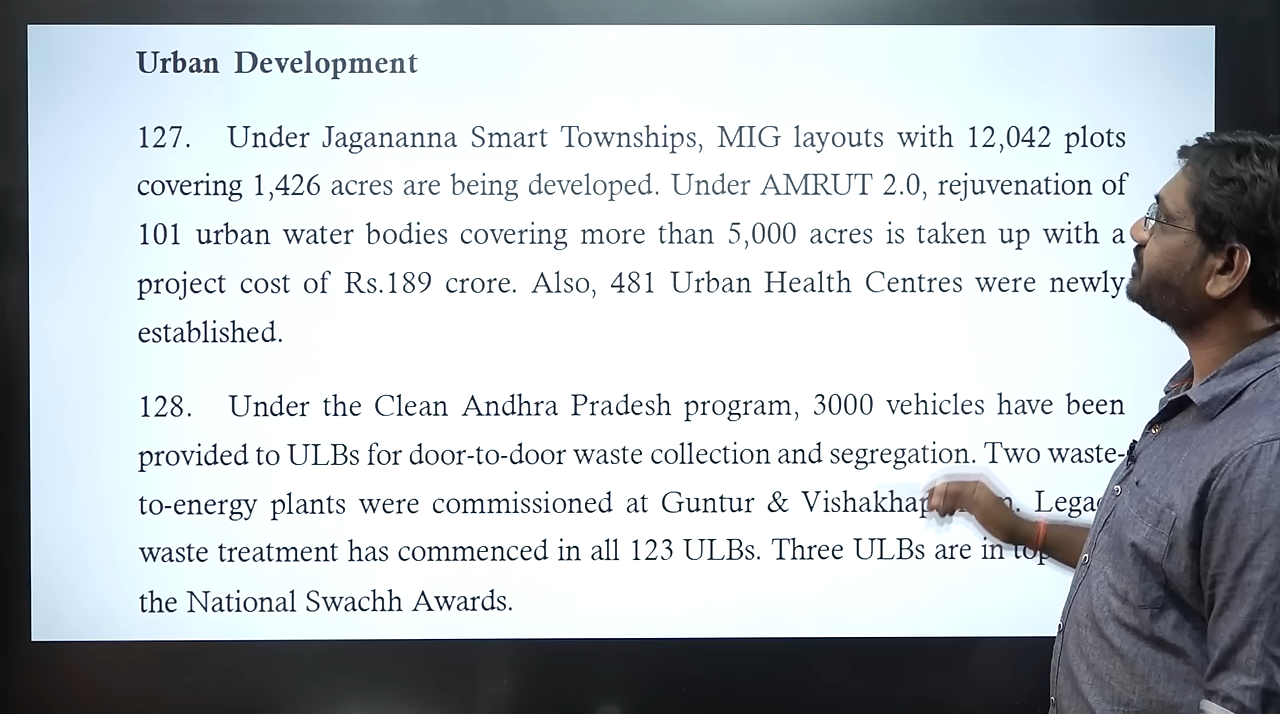 Urban Development
127. Under Jagananna Smart Townships, MIG layouts with 12,042 plots
covering 1,426 acres are being developed. Under AMRUT 2.0, rejuvenation of
101 urban water bodies covering more than 5,000 acres is taken up with a
project cost of Rs.189 crore. Also, 481 Urban Health Centres were newly
established.
128. Under the Clean Andhra Pradesh program, 3000 vehicles have been
provided to ULBs for door-to-door waste collection and segregation. Two waste-
to-energy plants were commissioned at Guntur &
waste treatment has commenced in all 123 ULBs. Three ULBs are in
the National Swachh Awards.